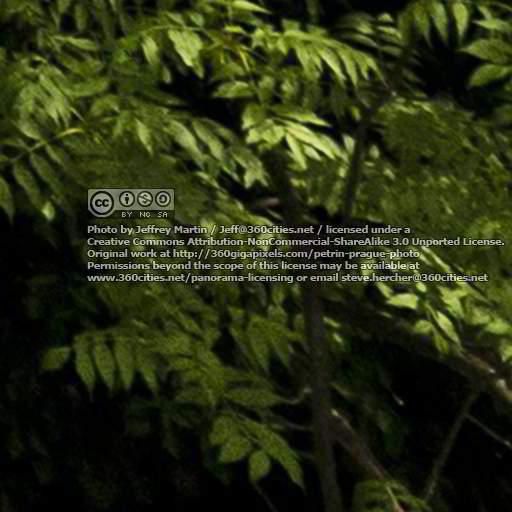 cc BY NC SA
Photo by Jeffrey Martin / Jeff@360cities.net / licensed under a
Creative Commons Attribution-NonCommercial-ShareAlike 3.0 Unported License.
Original work at http://360gigapixels.com/petrin-prague-photo
Permissions beyond the scope of this license may be available at
www.360cities.net/panorama-licensing or email steve.hercher@360cities.net